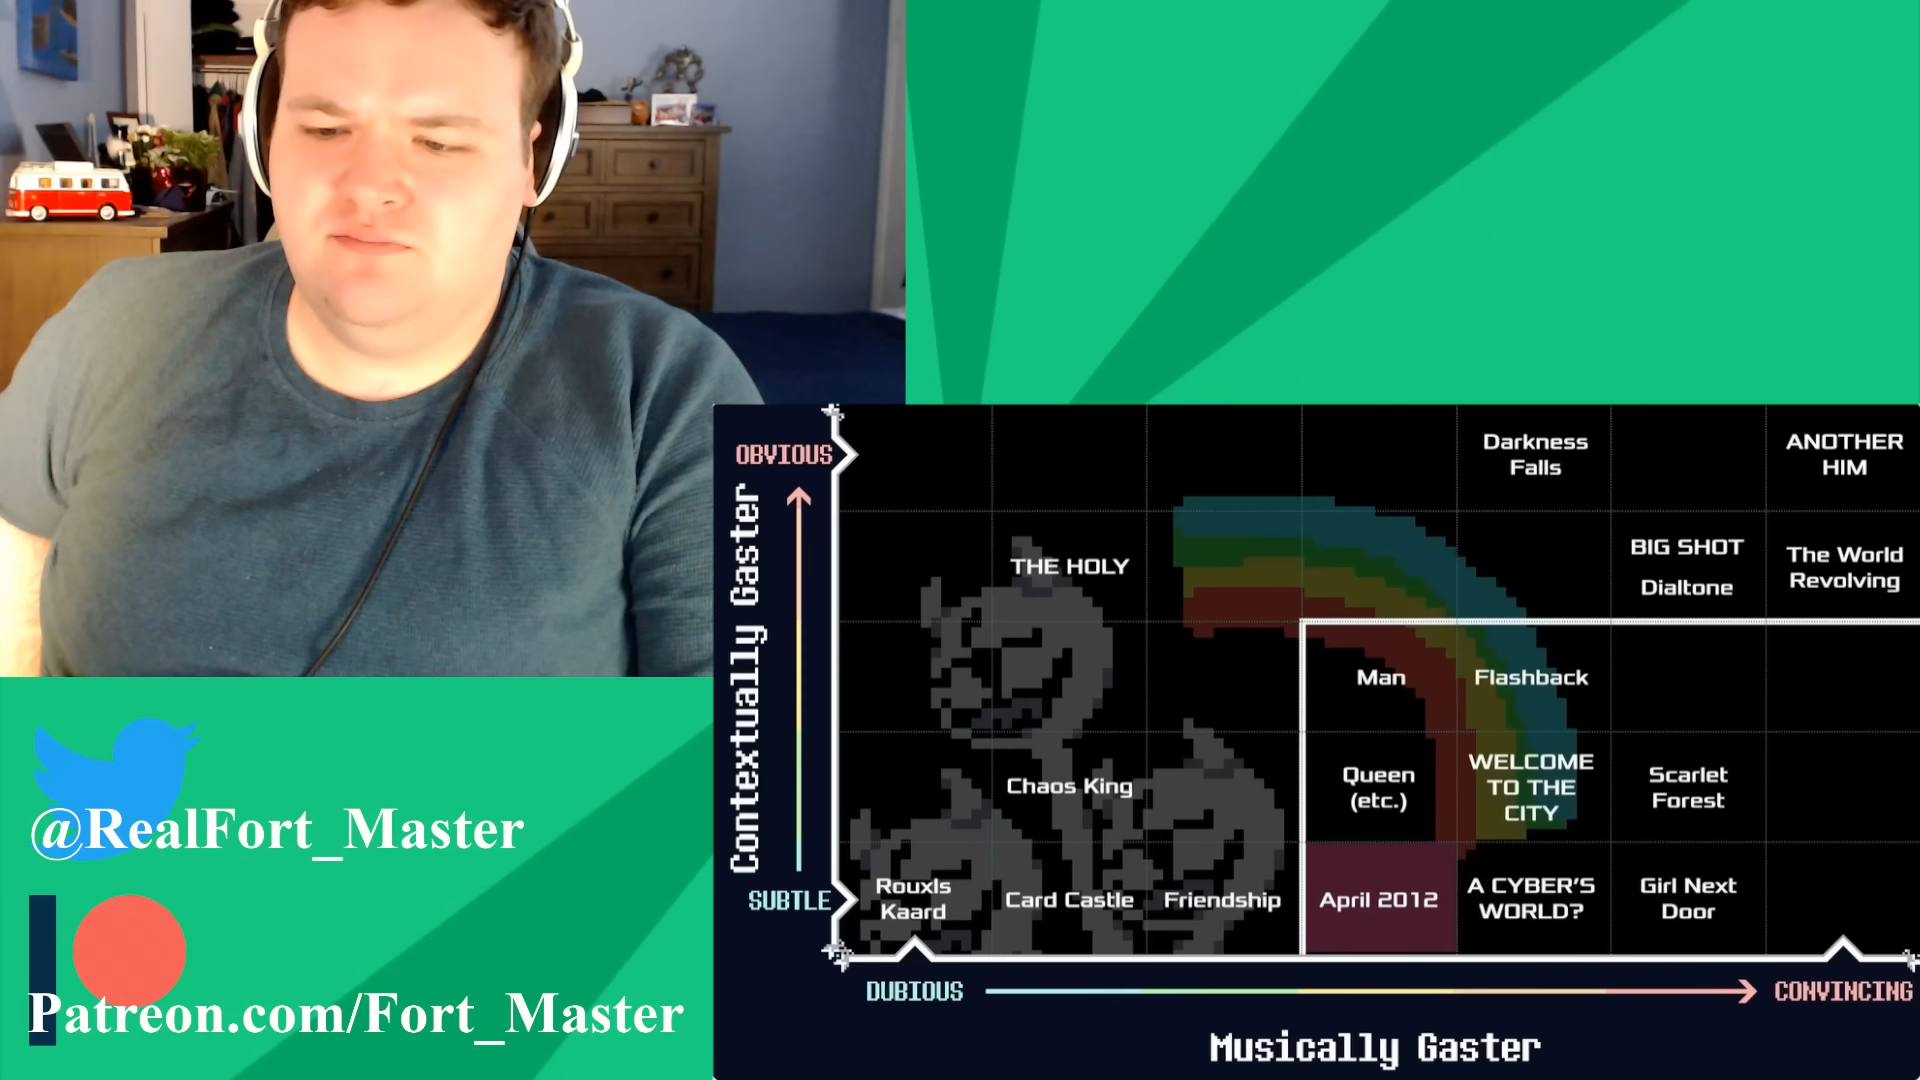 OBVIOUS
Contextually Gaster
SUBTLE
Darkness
Falls
ANOTHER
HIM
THE HOLY
BIG SHOT
Dialtone
The World
Revolving
Man
Flashback
Chaos King
Queen
(etc.)
WELCOME
TO THE
CITY
Scarlet
Forest
Rouxls
Kaard
Card Castle
Friendship
April 2012
A CYBER'S
WORLD?
Girl Next
Door
DUBIOUS
CONVINCING
Musically Gaster
@RealFort_Master
Patreon.com/Fort_Master